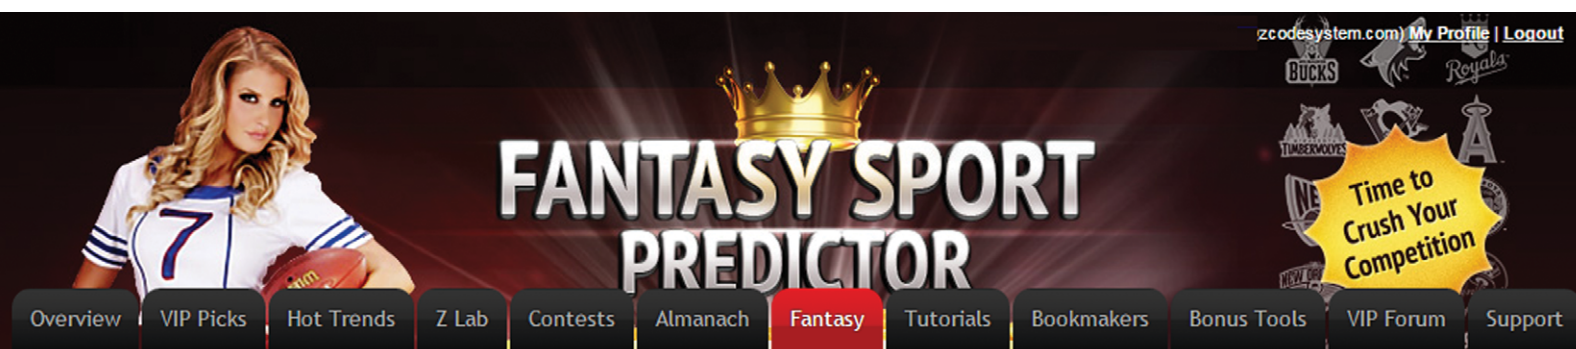 zcodesystem.com) My Profile | Logout
BUCKS
Royals
TIMBERWOLVES
A
FANTASY SPORT
PREDICTOR
Time to
Crush Your
Competition
7
Overview VIP Picks Hot Trends Z Lab Contests Almanach Fantasy Tutorials Bookmakers Bonus Tools VIP Forum Support